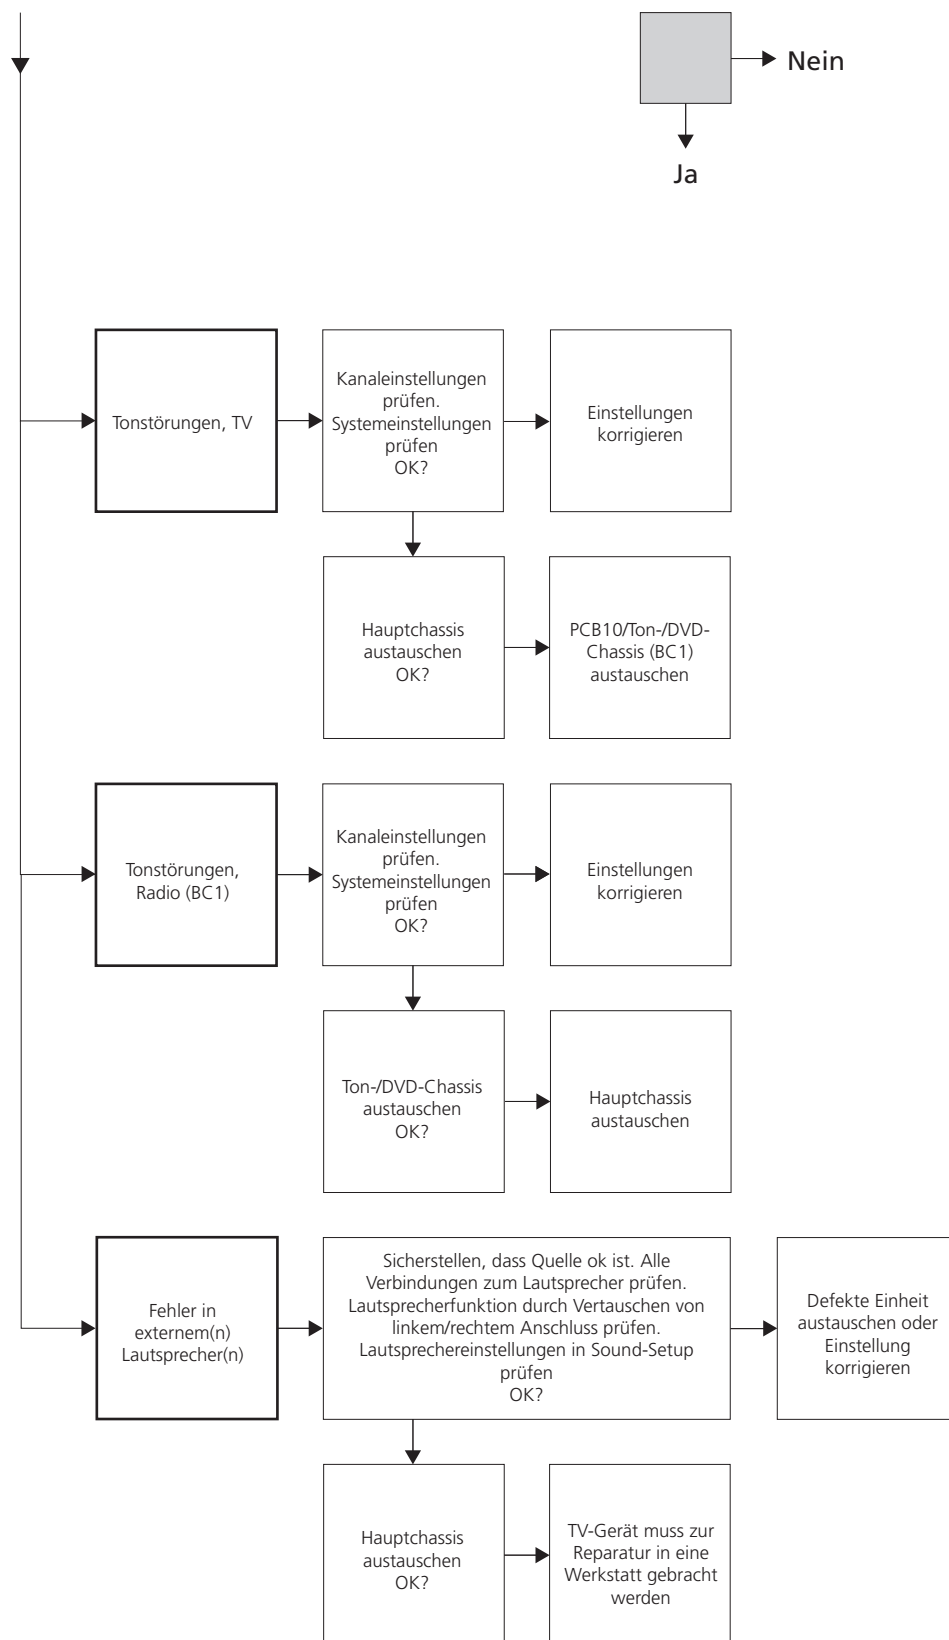 Nein
Ja
Tonstörungen, TV
Kanaleinstellungen
prüfen.
Systemeinstellungen
prüfen
OK?
Einstellungen
korrigieren
Hauptchassis
austauschen
OK?
PCB10/Ton-/DVD-
Chassis (BC1)
austauschen
Tonstörungen,
Radio (BC1)
Kanaleinstellungen
prüfen.
Systemeinstellungen
prüfen
OK?
Einstellungen
korrigieren
Ton-/DVD-Chassis
austauschen
OK?
Hauptchassis
austauschen
Fehler in
externem(n)
Lautsprecher(n)
Sicherstellen, dass Quelle ok ist. Alle
Verbindungen zum Lautsprecher prüfen.
Lautsprecherfunktion durch Vertauschen von
linkem/rechtem Anschluss prüfen.
Lautsprechereinstellungen in Sound-Setup
prüfen
OK?
Defekte Einheit
austauschen oder
Einstellung
korrigieren
Hauptchassis
austauschen
OK?
TV-Gerät muss zur
Reparatur in eine
Werkstatt gebracht
werden